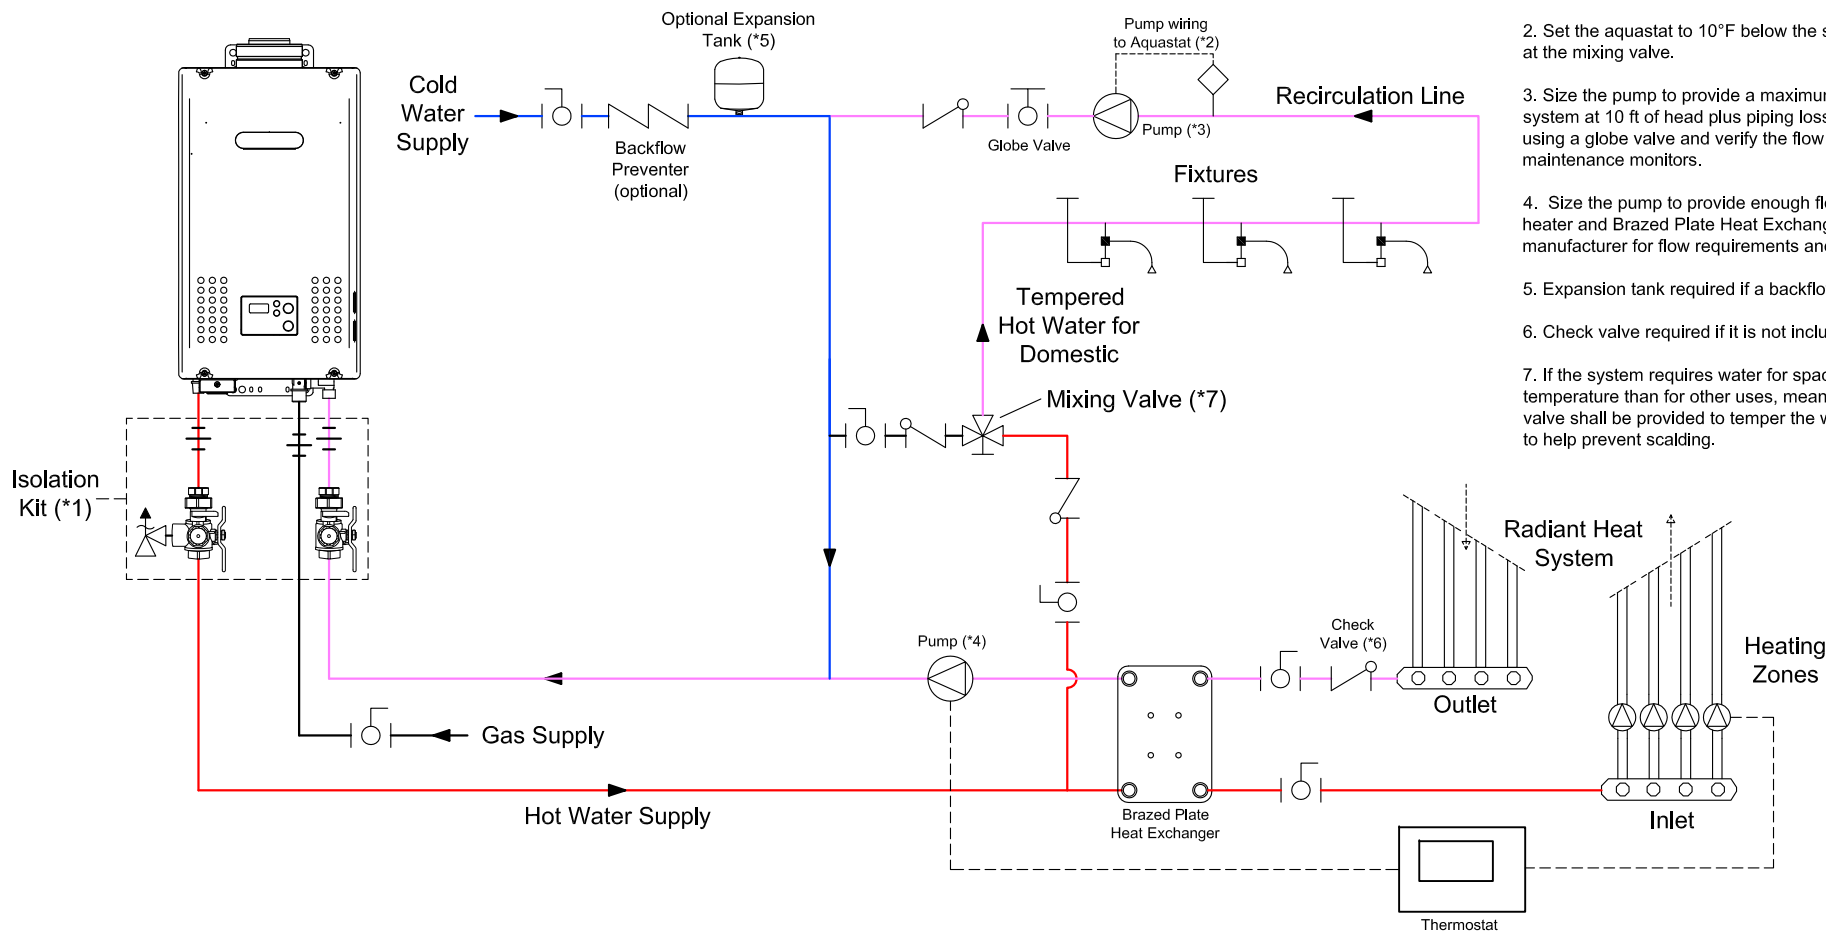 Optional Expansion
Tank (*5)
Pump wiring
to Aquastat (*2)
Cold
Water
Supply
Backflow
Preventer
(optional)
Globe Valve
Pump (*3)
Recirculation Line
Fixtures
Tempered
Hot Water for
Domestic
Mixing Valve (*7)
Isolation
Kit (*1)
2. Set the aquastat to 10°F below the s
at the mixing valve.
3. Size the pump to provide a maximu
system at 10 ft of head plus piping loss
using a globe valve and verify the flow
maintenance monitors.
4. Size the pump to provide enough fl
heater and Brazed Plate Heat Exchan
manufacturer for flow requirements an
5. Expansion tank required if a backflo
6. Check valve required if it is not inclu
7. If the system requires water for spac
temperature than for other uses, mean
valve shall be provided to temper the w
to help prevent scalding.
Radiant Heat
System
Pump (*4)
Check
Valve (*6)
Heating
Zones
Outlet
Gas Supply
Hot Water Supply
Brazed Plate
Heat Exchanger
Inlet
Thermostat